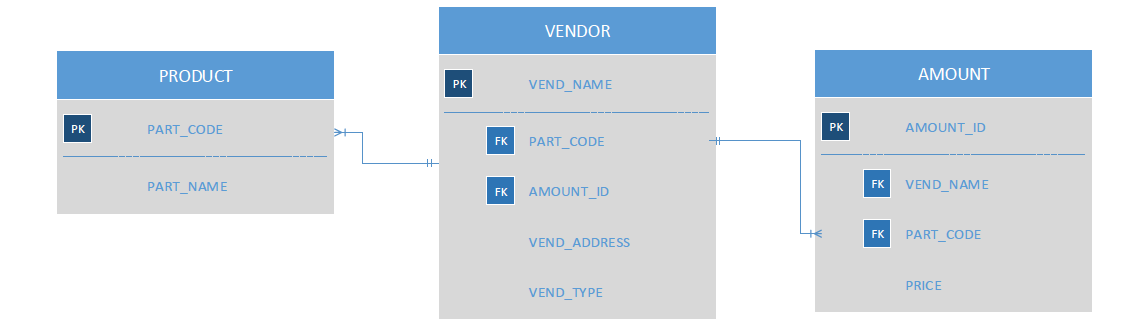 PRODUCT
PK PART_CODE
PART_NAME
VENDOR
PK VEND_NAME
FK PART_CODE
FK AMOUNT_ID
VEND_ADDRESS
VEND_TYPE
AMOUNT
PK AMOUNT_ID
FK VEND_NAME
FK PART_CODE
PRICE